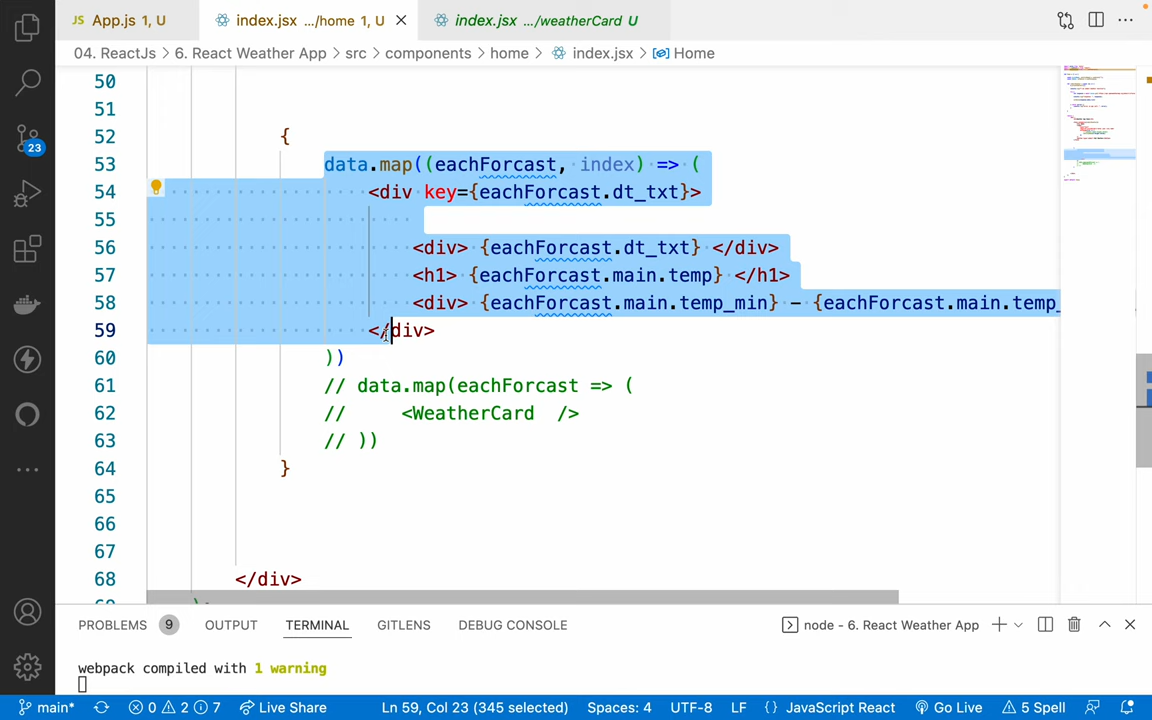 JS App.js 1, U
index.jsx .../home 1, U
index.jsx .../weatherCard U
04. ReactJs > 6. React Weather App > src > components > home > index.jsx > Home
50
51
52 {
53 data.map((eachForcast, index) => (
54 <div key={eachForcast.dt_txt}>
55
56 <div> {eachForcast.dt_txt} </div>
57 <h1> {eachForcast.main.temp} </h1>
58 <div> {eachForcast.main.temp_min} - {eachForcast.main.temp_
59 </div>
60 ))
61 // data.map(eachForcast => (
62 // <WeatherCard />
63 // ))
64 }
65
66
67
68 </div>
23
PROBLEMS 9 OUTPUT TERMINAL GITLENS DEBUG CONSOLE
node - 6. React Weather App
webpack compiled with 1 warning
main* 0 2 7 Live Share Ln 59, Col 23 (345 selected) Spaces: 4 UTF-8 LF {} JavaScript React Go Live 5 Spell